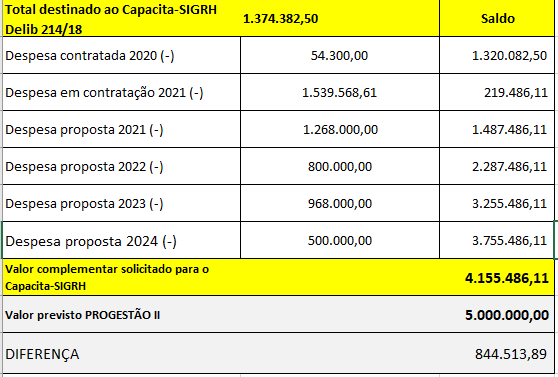 Total destinado ao Capacita-SIGRH 1.374.382,50 Saldo
Delib 214/18
Despesa contratada 2020 (-) 54.300,00 1.320.082,50
Despesa em contratação 2021 (-) 1.539.568,61 219.486,11
Despesa proposta 2021 (-) 1.268.000,00 1.487.486,11
Despesa proposta 2022 (-) 800.000,00 2.287.486,11
Despesa proposta 2023 (-) 968.000,00 3.255.486,11
Despesa proposta 2024 (-) 500.000,00 3.755.486,11
Valor complementar solicitado para o
Capacita-SIGRH 4.155.486,11
Valor previsto PROGESTÃO II 5.000.000,00
DIFERENÇA 844.513,89